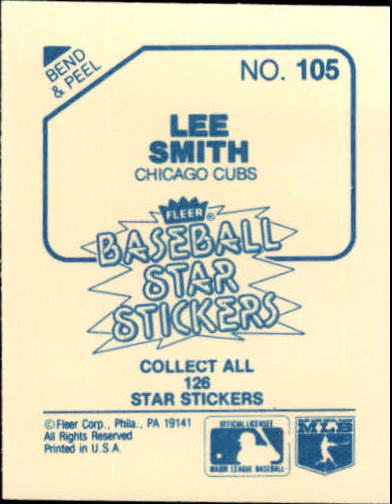 BEND
& PEEL
NO. 105
LEE
SMITH
CHICAGO CUBS
FLEER®
BASEBALL
STAR
STICKERS
COLLECT ALL
126
STAR STICKERS
© Fleer Corp., Phila., PA 19141
All Rights Reserved
Printed in U.S.A.
OFFICIAL LICENSEE
MAJOR LEAGUE BASEBALL
MLB